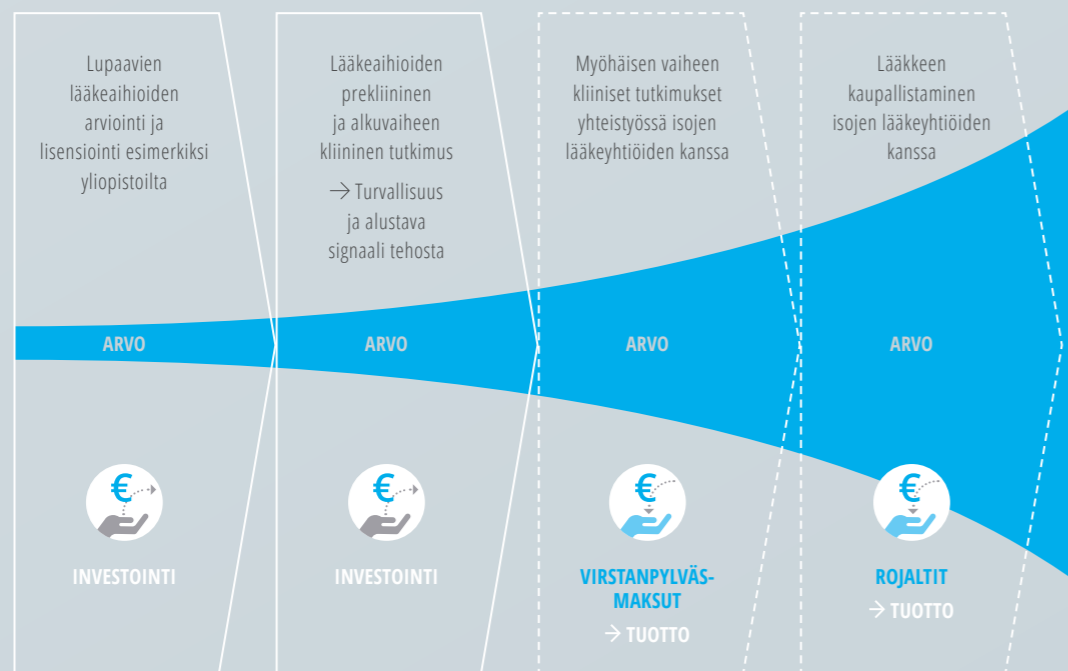 Lupaavien
lääkeaihioiden
arviointi ja
lisensiointi esimerkiksi
yliopistoilta
ARVO
€
INVESTOINTI
Lääkeaihioiden
prekliininen
ja alkuvaiheen
kliininen tutkimus
→ Turvallisuus
ja alustava
signaali tehosta
ARVO
€
INVESTOINTI
Myöhäisen vaiheen
kliiniset tutkimukset
yhteistyössä isojen
lääkeyhtiöiden kanssa
ARVO
€
VIRSTANPYLVÄS-
MAKSUT
→ TUOTTO
Lääkkeen
kaupallistaminen
isojen lääkeyhtiöiden
kanssa
ARVO
€
ROJALTIT
→ TUOTTO